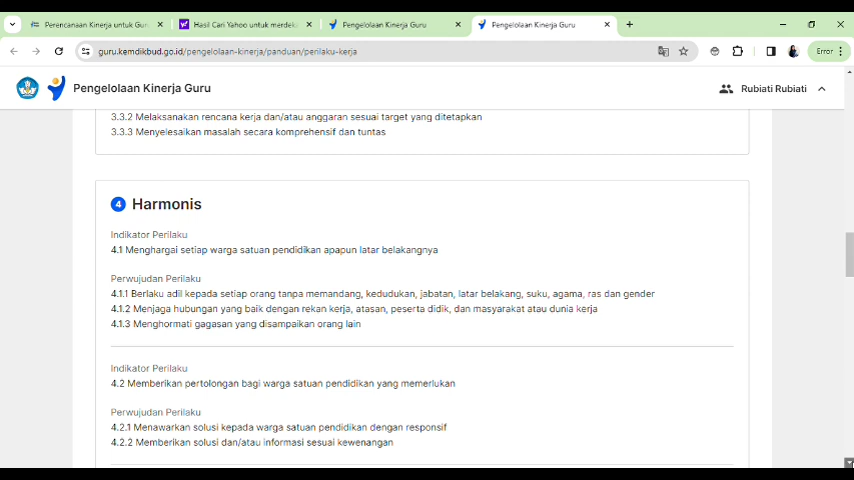 Perencanaan Kinerja untuk Gur
Hasil Cari Yahoo untuk merdek
Pengelolaan Kinerja Guru
Pengelolaan Kinerja Guru
guru.kemdikbud.go.id/pengelolaan-kinerja/panduan/perilaku-kerja
Error
Pengelolaan Kinerja Guru
Rubiati Rubiati
3.3.2 Melaksanakan rencana kerja dan/atau anggaran sesuai target yang ditetapkan
3.3.3 Menyelesaikan masalah secara komprehensif dan tuntas
4 Harmonis
Indikator Perilaku
4.1 Menghargai setiap warga satuan pendidikan apapun latar belakangnya
Perwujudan Perilaku
4.1.1 Berlaku adil kepada setiap orang tanpa memandang, kedudukan, jabatan, latar belakang, suku, agama, ras dan gender
4.1.2 Menjaga hubungan yang baik dengan rekan kerja, atasan, peserta didik, dan masyarakat atau dunia kerja
4.1.3 Menghormati gagasan yang disampaikan orang lain
Indikator Perilaku
4.2 Memberikan pertolongan bagi warga satuan pendidikan yang memerlukan
Perwujudan Perilaku
4.2.1 Menawarkan solusi kepada warga satuan pendidikan dengan responsif
4.2.2 Memberikan solusi dan/atau informasi sesuai kewenangan